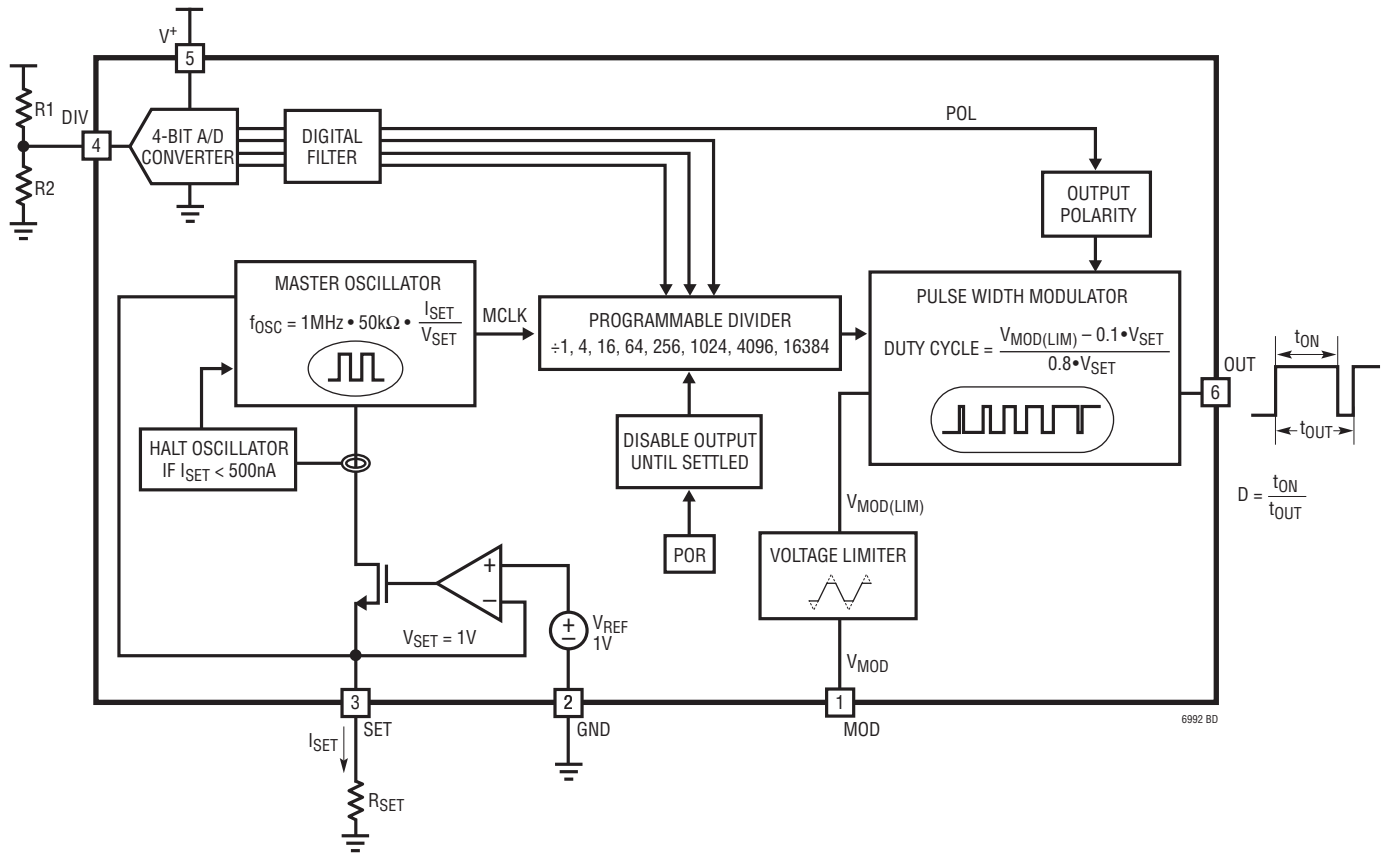 V+
5
R1
DIV
4
R2
4-BIT A/D
CONVERTER
DIGITAL
FILTER
POL
OUTPUT
POLARITY
MASTER OSCILLATOR
fOSC = 1MHz • 50kΩ • ISET / VSET
MCLK
PROGRAMMABLE DIVIDER
÷1, 4, 16, 64, 256, 1024, 4096, 16384
PULSE WIDTH MODULATOR
DUTY CYCLE = VMOD(LIM) – 0.1•VSET / 0.8•VSET
OUT
6
tON
tOUT
D = tON / tOUT
HALT OSCILLATOR
IF ISET < 500nA
DISABLE OUTPUT
UNTIL SETTLED
POR
VMOD(LIM)
VOLTAGE LIMITER
VMOD
+
–
VSET = 1V
+
–
VREF
1V
3
SET
2
GND
1
MOD
6992 BD
ISET
RSET